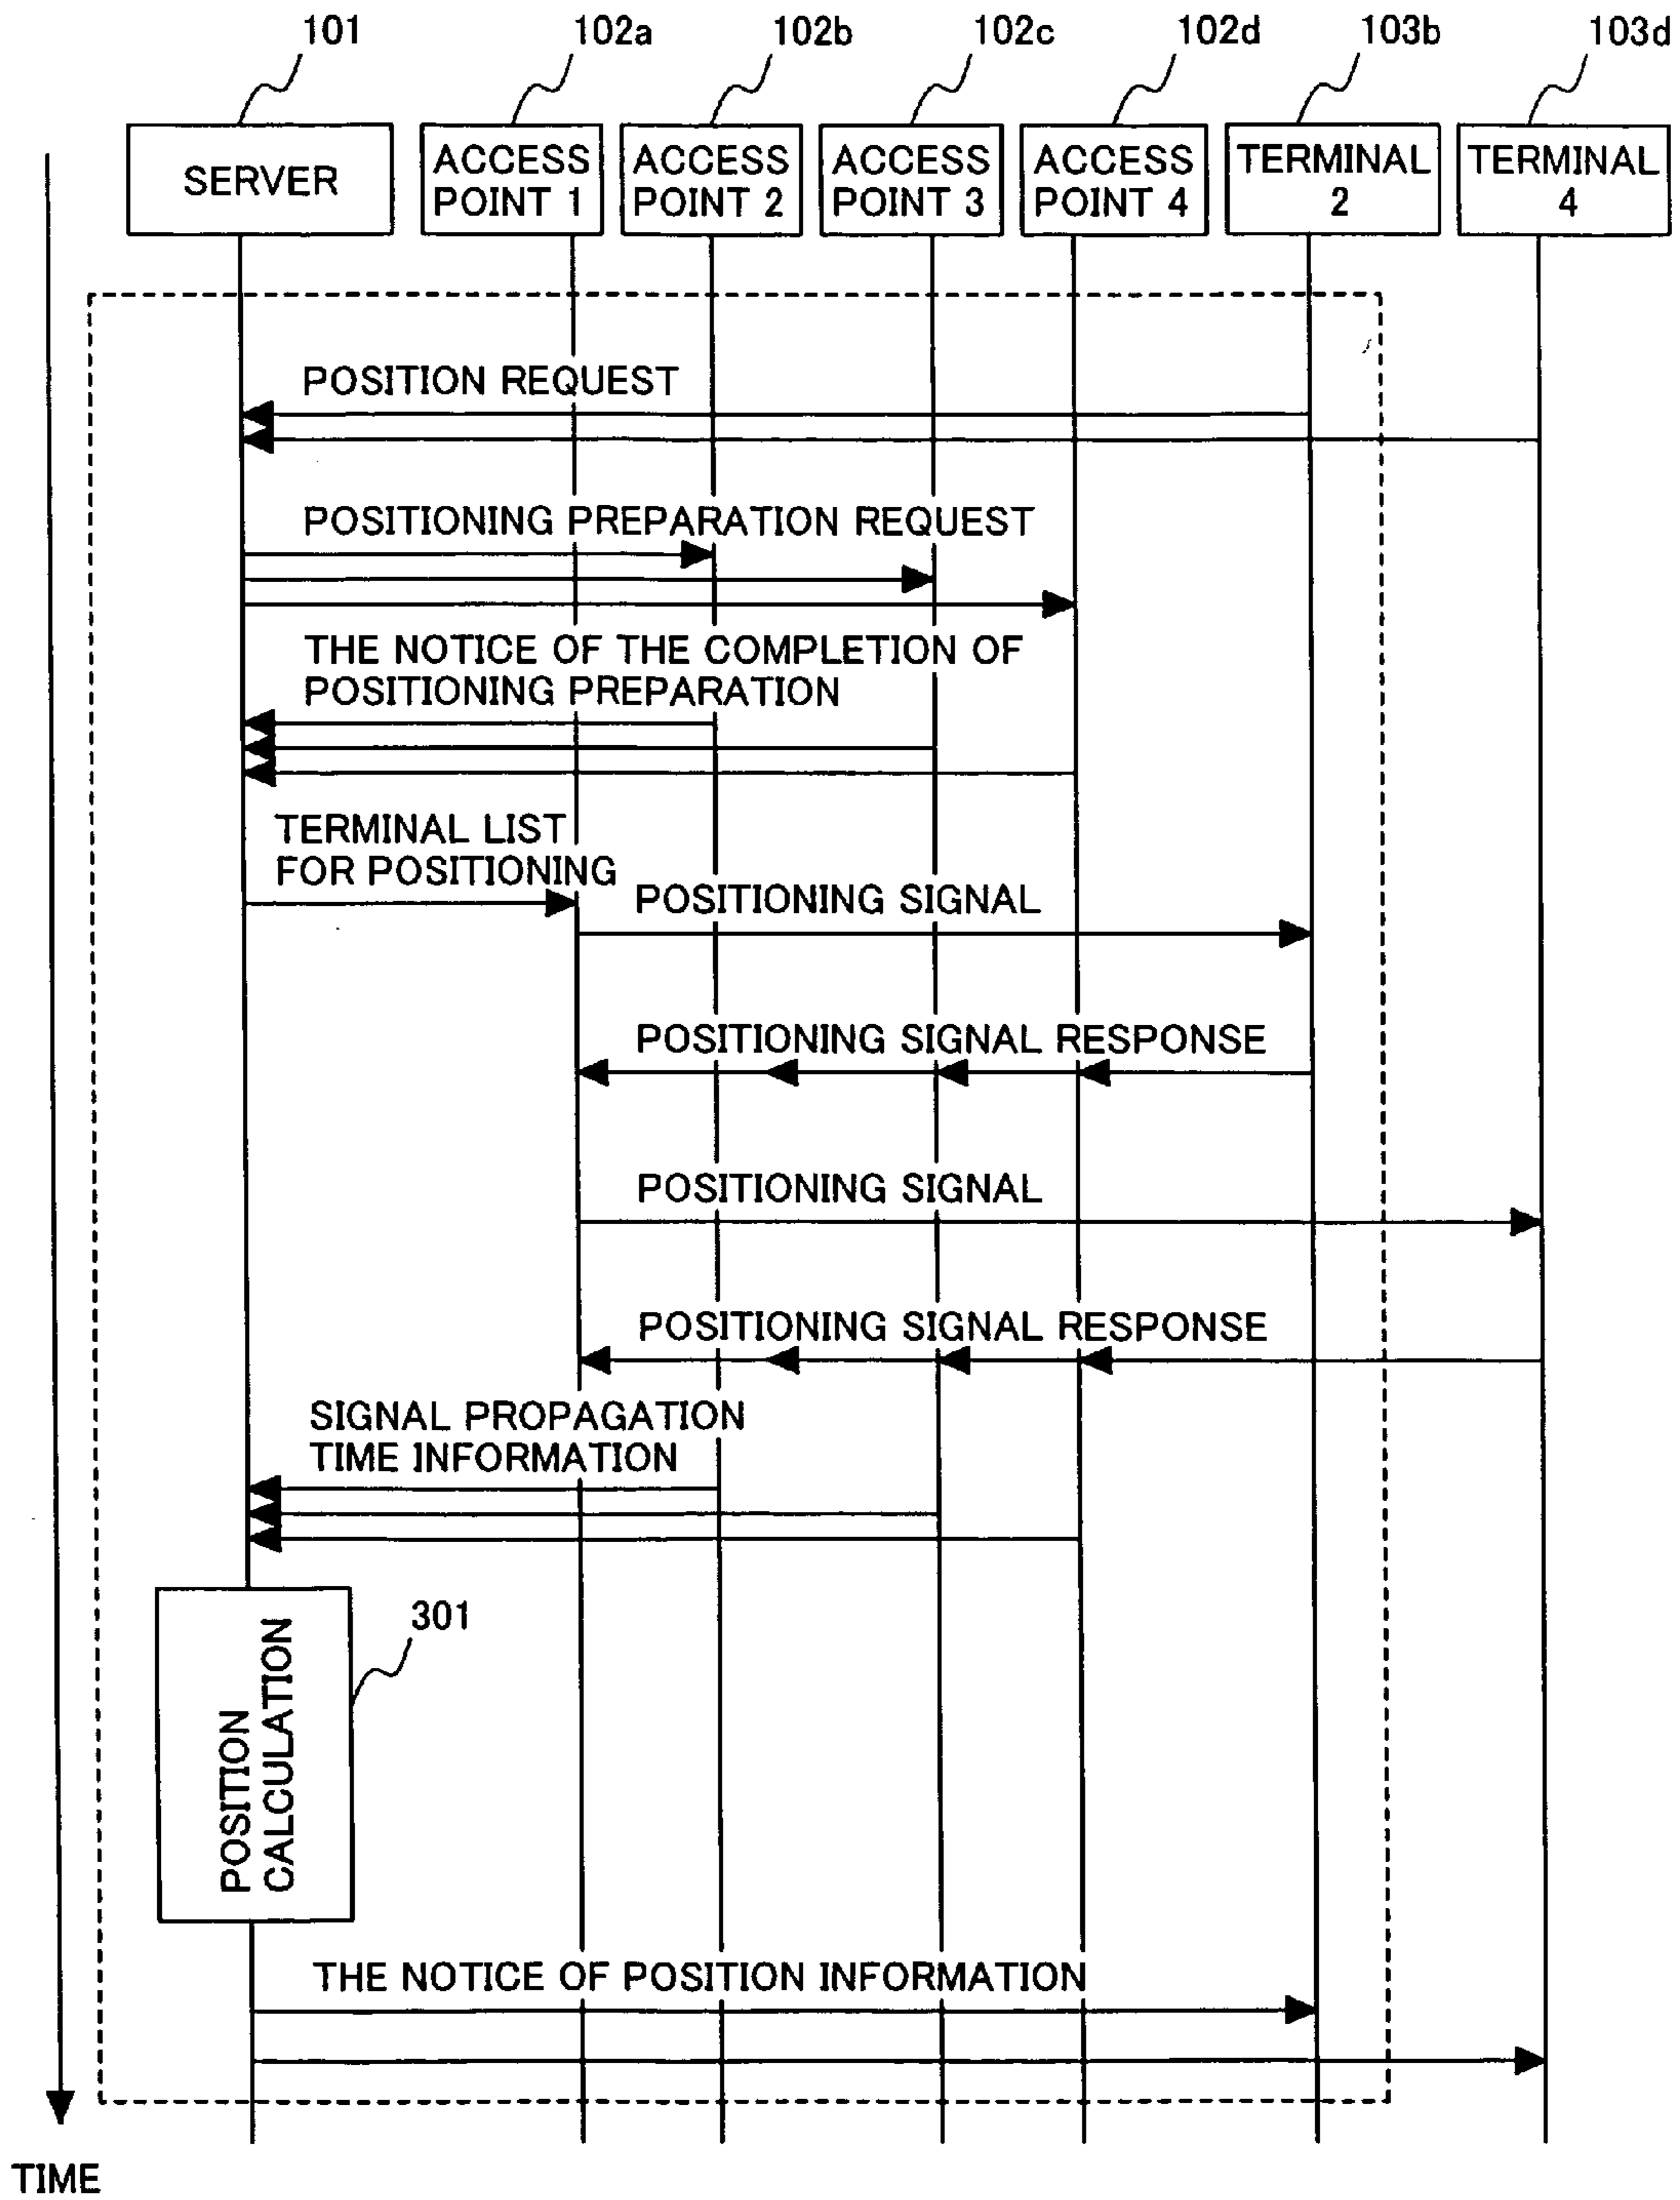 101
102a
102b
102c
102d
103b
103d
SERVER
ACCESS
POINT 1
ACCESS
POINT 2
ACCESS
POINT 3
ACCESS
POINT 4
TERMINAL
2
TERMINAL
4
POSITION REQUEST
POSITIONING PREPARATION REQUEST
THE NOTICE OF THE COMPLETION OF
POSITIONING PREPARATION
TERMINAL LIST
FOR POSITIONING
POSITIONING SIGNAL
POSITIONING SIGNAL RESPONSE
POSITIONING SIGNAL
POSITIONING SIGNAL RESPONSE
SIGNAL PROPAGATION
TIME INFORMATION
301
POSITION
CALCULATION
THE NOTICE OF POSITION INFORMATION
TIME